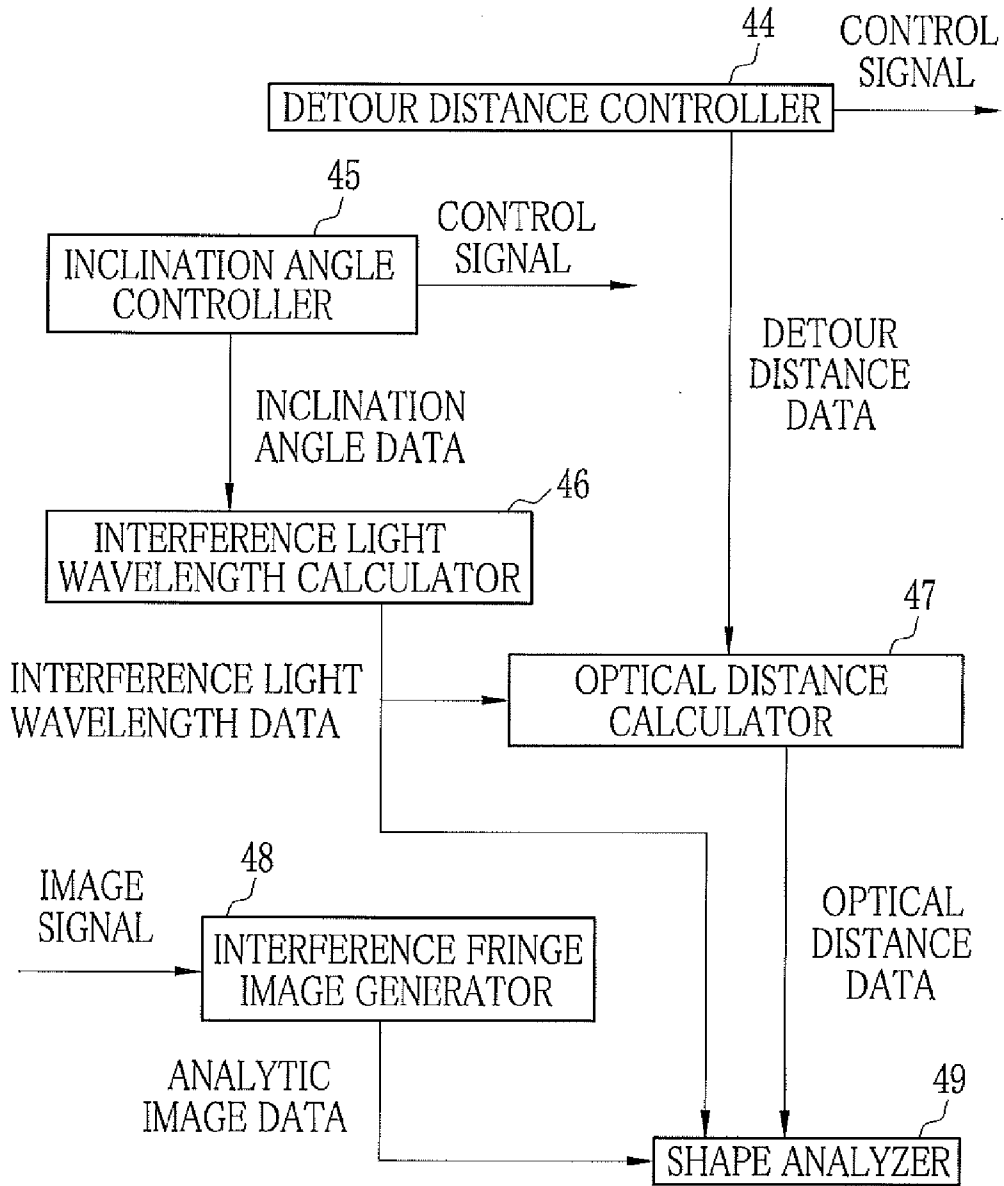 44
CONTROL
SIGNAL
DETOUR DISTANCE CONTROLLER
45
CONTROL
SIGNAL
INCLINATION ANGLE
CONTROLLER
DETOUR
DISTANCE
DATA
INCLINATION
ANGLE DATA
46
INTERFERENCE LIGHT
WAVELENGTH CALCULATOR
47
INTERFERENCE LIGHT
WAVELENGTH DATA
OPTICAL DISTANCE
CALCULATOR
48
IMAGE
SIGNAL
INTERFERENCE FRINGE
IMAGE GENERATOR
OPTICAL
DISTANCE
DATA
ANALYTIC
IMAGE DATA
49
SHAPE ANALYZER